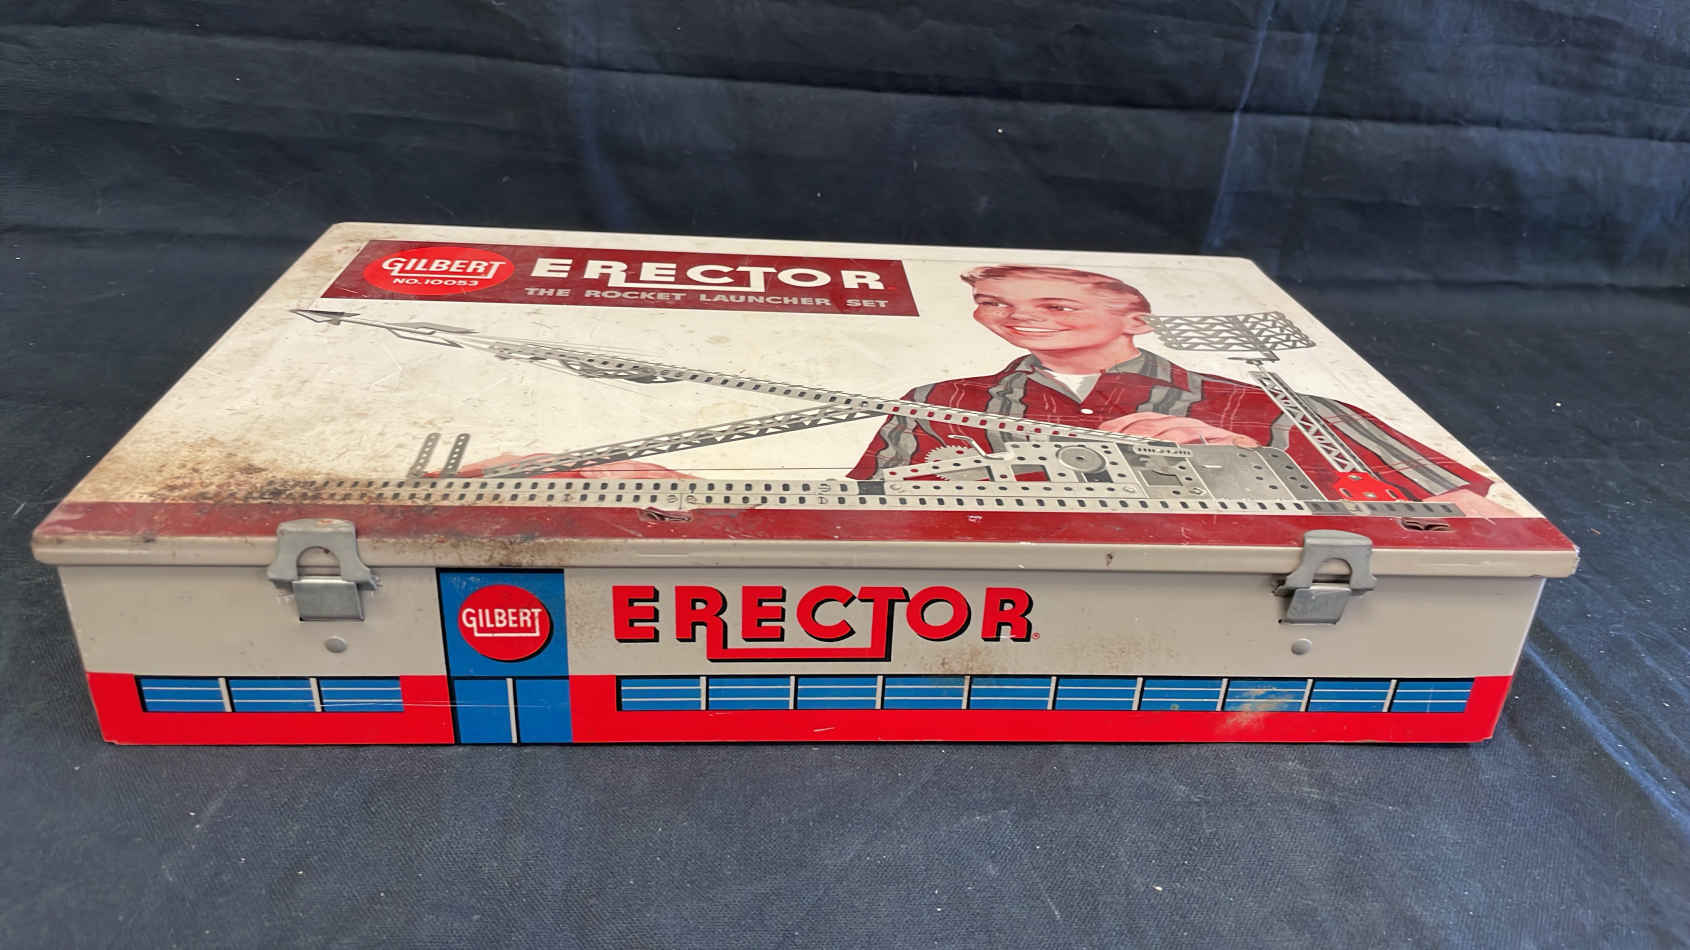 GILBERT
NO. 10053
ERECTOR
THE ROCKET LAUNCHER SET
GILBERT
ERECTOR®